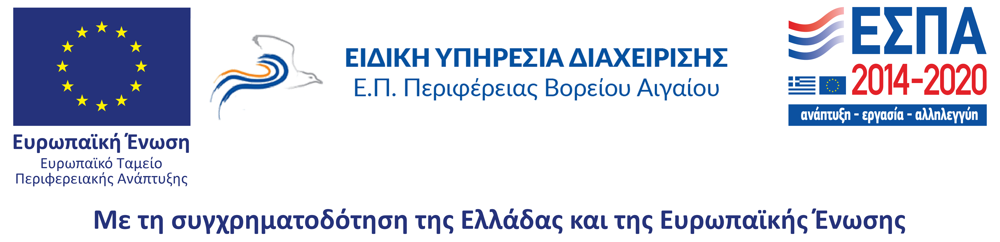 Ευρωπαϊκή Ένωση
Ευρωπαϊκό Ταμείο
Περιφερειακής Ανάπτυξης
ΕΙΔΙΚΗ ΥΠΗΡΕΣΙΑ ΔΙΑΧΕΙΡΙΣΗΣ
Ε.Π. Περιφέρειας Βορείου Αιγαίου
ΕΣΠΑ
2014-2020
ανάπτυξη - εργασία - αλληλεγγύη
Με τη συγχρηματοδότηση της Ελλάδας και της Ευρωπαϊκής Ένωσης